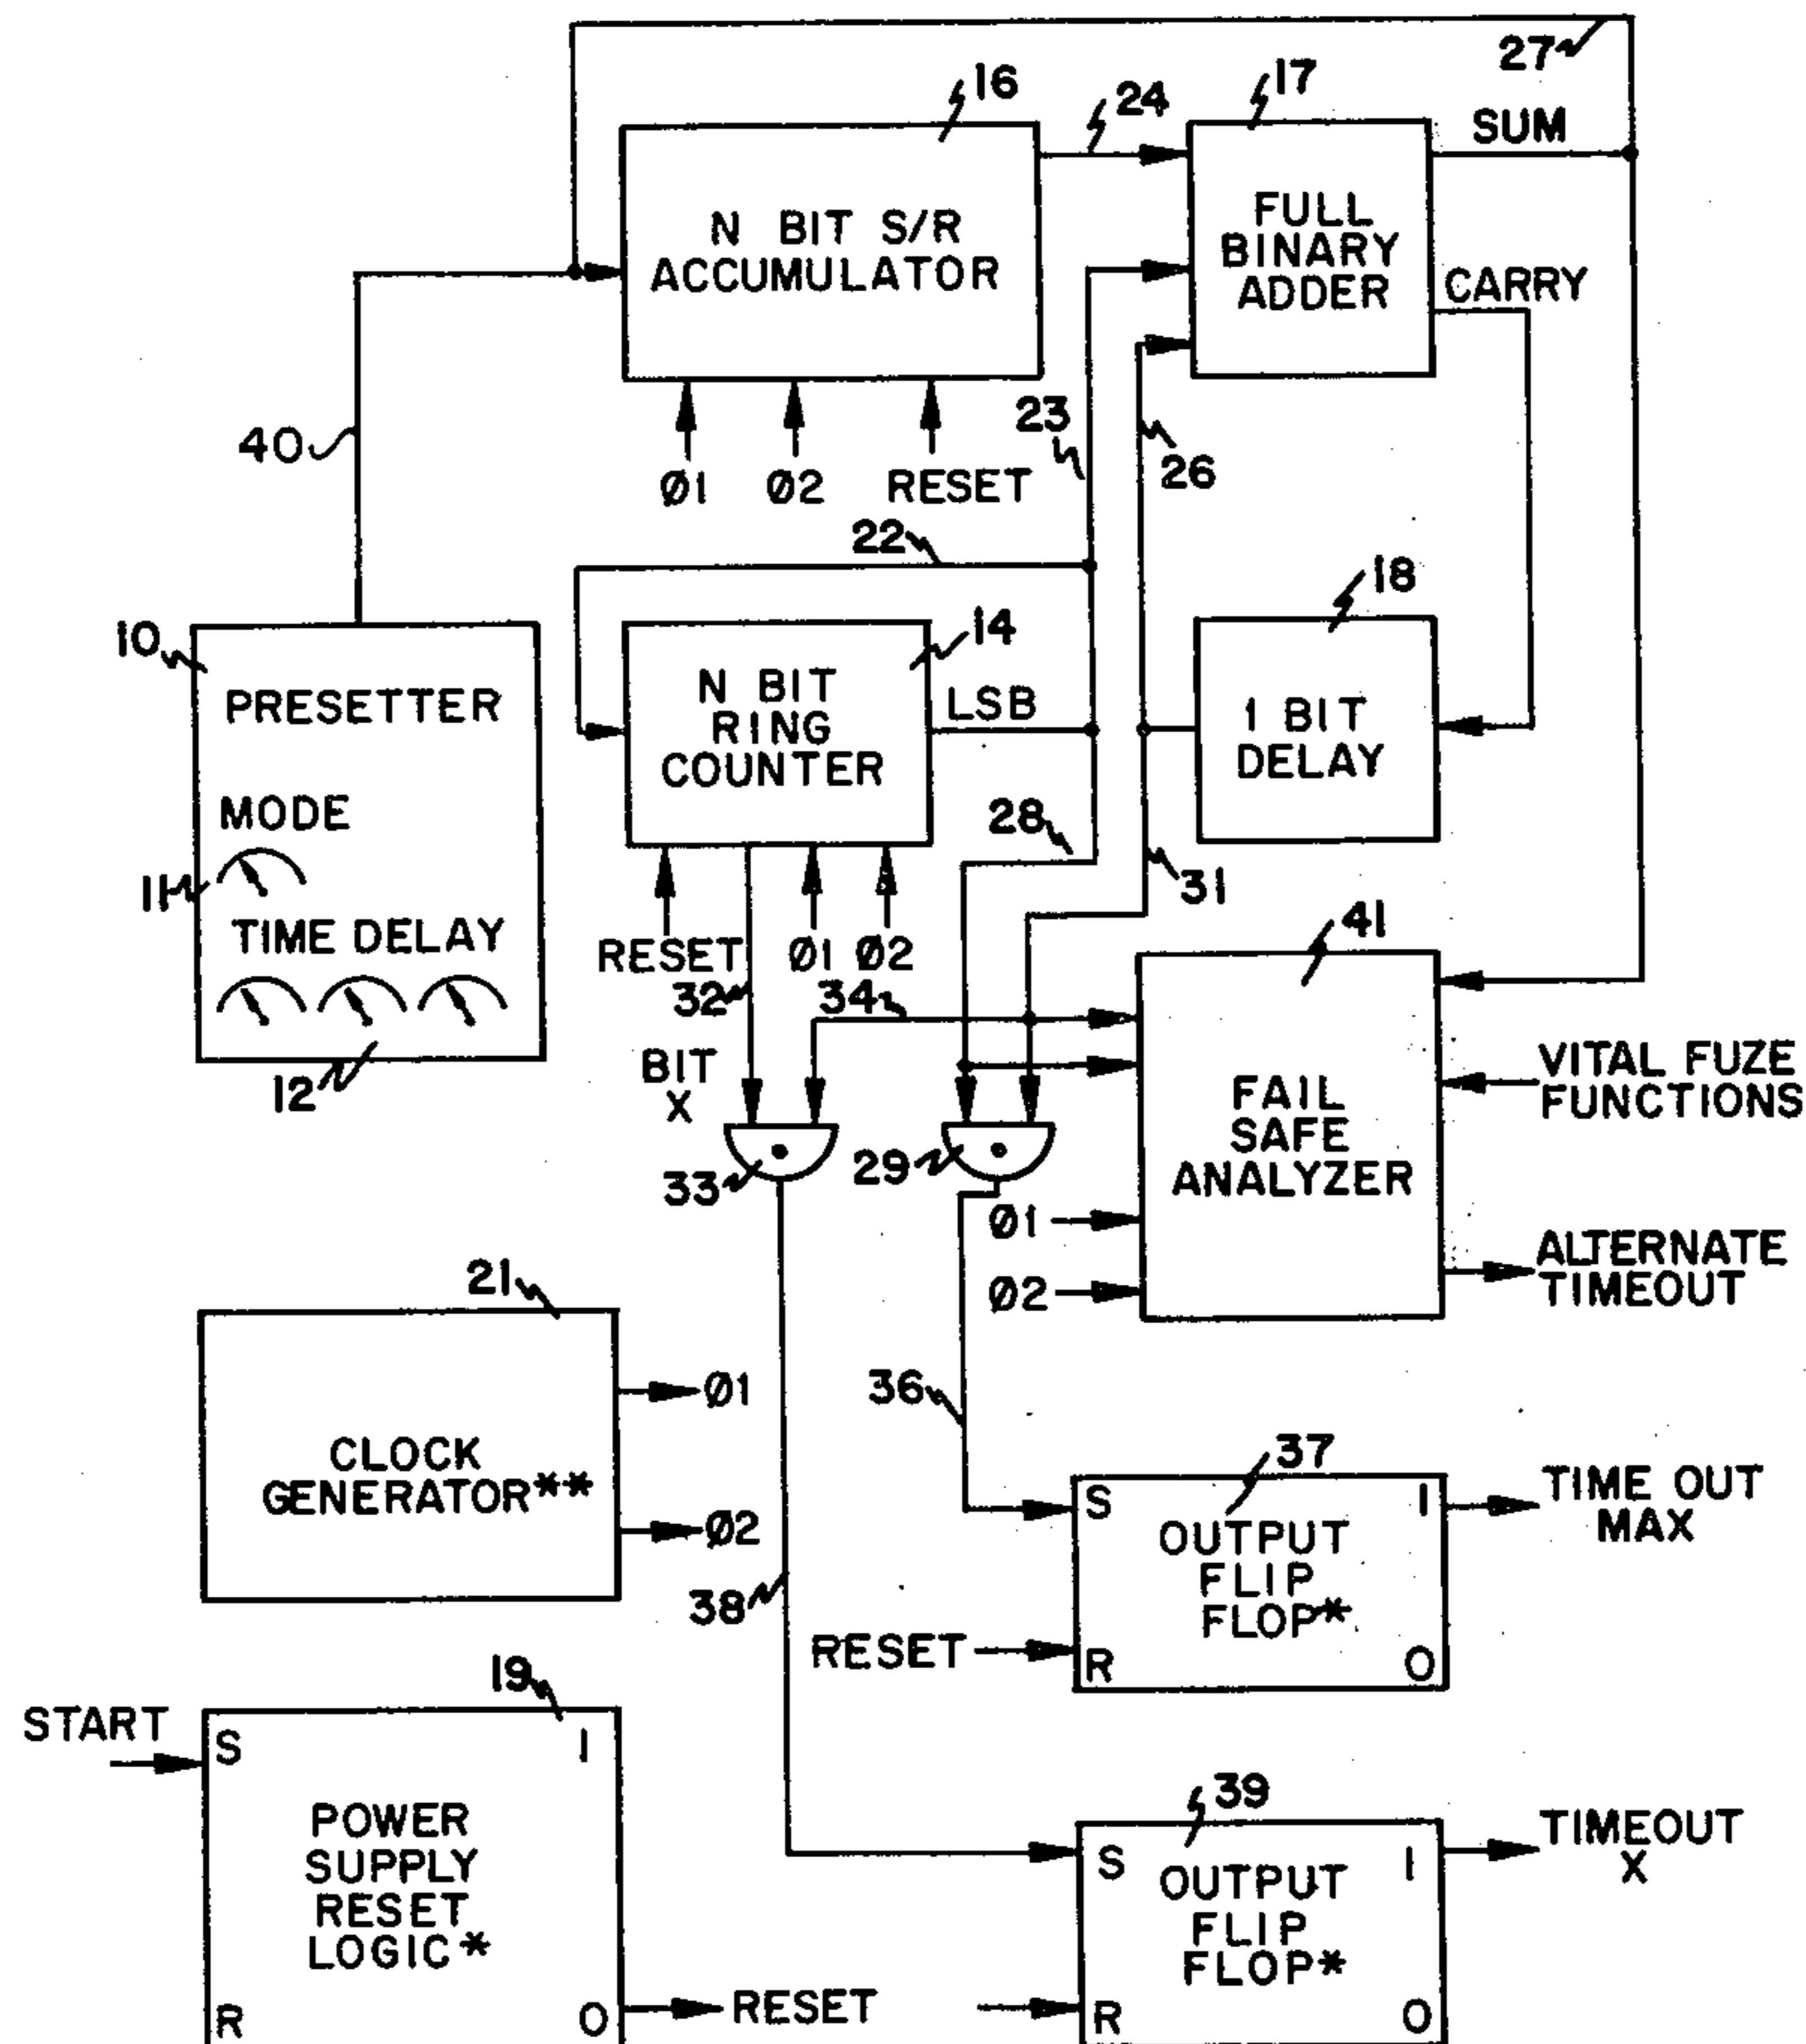 27
16
24
17
SUM
N BIT S/R
ACCUMULATOR
FULL
BINARY
ADDER
CARRY
40
Ø1
Ø2
RESET
23
26
22
10
PRESETTER
MODE
11
TIME DELAY
12
14
N BIT
RING
COUNTER
LSB
18
1 BIT
DELAY
28
31
RESET
Ø1
Ø2
32
34
41
BIT
X
33
29
FAIL
SAFE
ANALYZER
VITAL FUZE
FUNCTIONS
Ø1
Ø2
ALTERNATE
TIMEOUT
21
CLOCK
GENERATOR**
Ø1
Ø2
36
38
37
S
1
OUTPUT
FLIP
FLOP*
TIME OUT
MAX
RESET
R
0
START
19
S
1
POWER
SUPPLY
RESET
LOGIC*
R
0
RESET
39
S
1
OUTPUT
FLIP
FLOP*
TIMEOUT
X
R
0